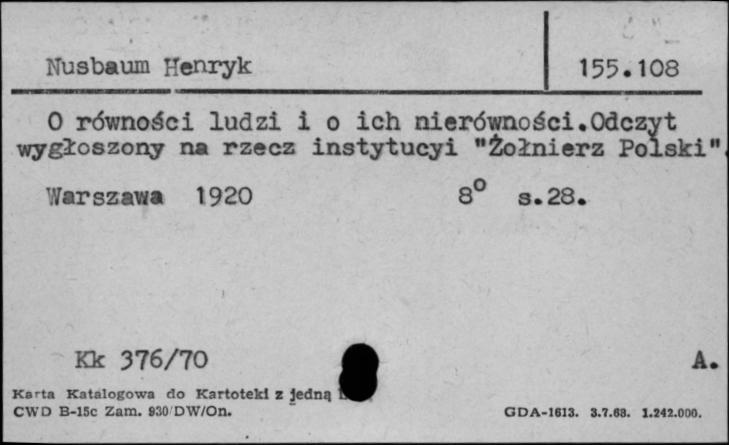 Nusbaum Henryk 155.108
O równości ludzi i o ich nierówności.Odczyt
wygłoszony na rzecz instytucyi "Żołnierz Polski".
Warszawa 1920 8° s.28.
Kk 376/70 A.
Karta Katalogowa do Kartoteki z jedną
CWD B-15c Zam. 930/DW/On. GDA-1613. 3.7.68. 1.242.000.